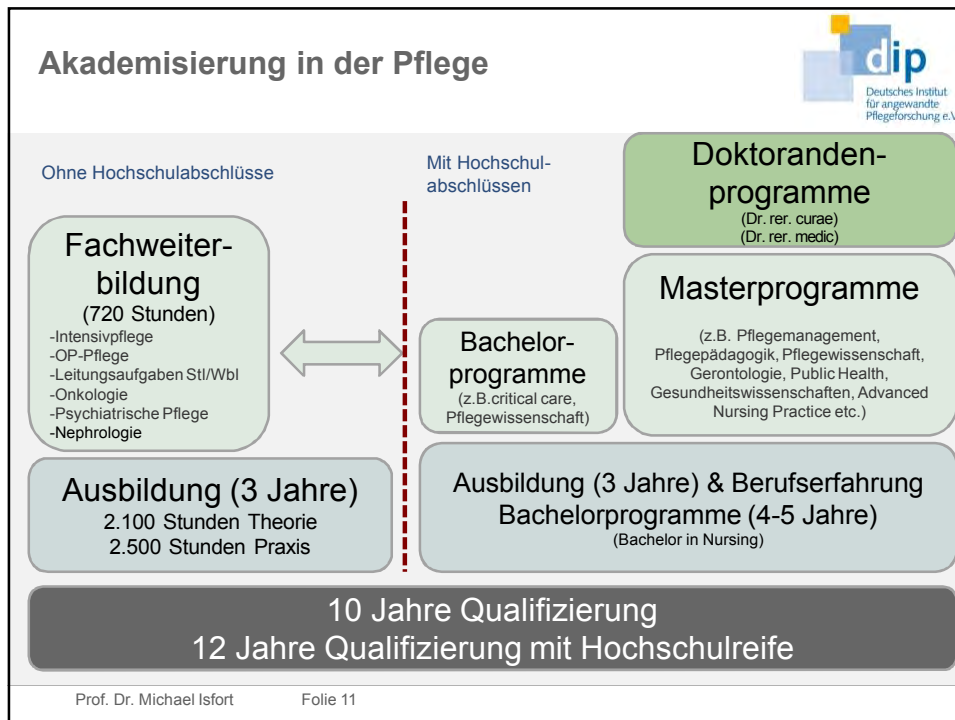 Akademisierung in der Pflege
dip
Deutsches Institut
für angewandte
Pflegeforschung e.V
Ohne Hochschulabschlüsse
Mit Hochschul-
abschlüssen
Doktoranden-
programme
(Dr. rer. curae)
(Dr. rer. medic)
Fachweiter-
bildung
(720 Stunden)
-Intensivpflege
-OP-Pflege
-Leitungsaufgaben Stl/Wbl
-Onkologie
-Psychiatrische Pflege
-Nephrologie
Bachelor-
programme
(z.B.critical care,
Pflegewissenschaft)
Masterprogramme
(z.B. Pflegemanagement,
Pflegepädagogik, Pflegewissenschaft,
Gerontologie, Public Health,
Gesundheitswissenschaften, Advanced
Nursing Practice etc.)
Ausbildung (3 Jahre)
2.100 Stunden Theorie
2.500 Stunden Praxis
Ausbildung (3 Jahre) & Berufserfahrung
Bachelorprogramme (4-5 Jahre)
(Bachelor in Nursing)
10 Jahre Qualifizierung
12 Jahre Qualifizierung mit Hochschulreife
Prof. Dr. Michael Isfort Folie 11